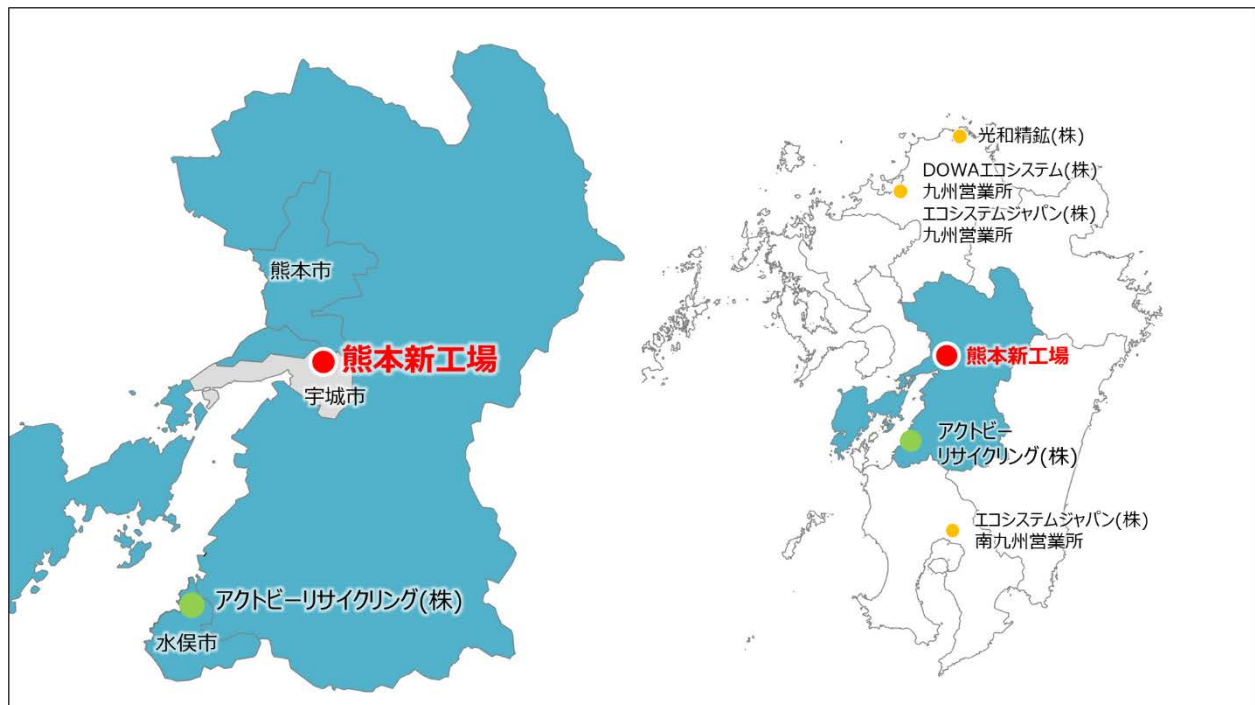 熊本市
熊本新工場
宇城市
アクトビーリサイクリング(株)
水俣市
光和精鉱(株)
DOWAエコシステム(株)
九州営業所
エコシステムジャパン(株)
九州営業所
熊本新工場
アクトビー
リサイクリング(株)
エコシステムジャパン(株)
南九州営業所